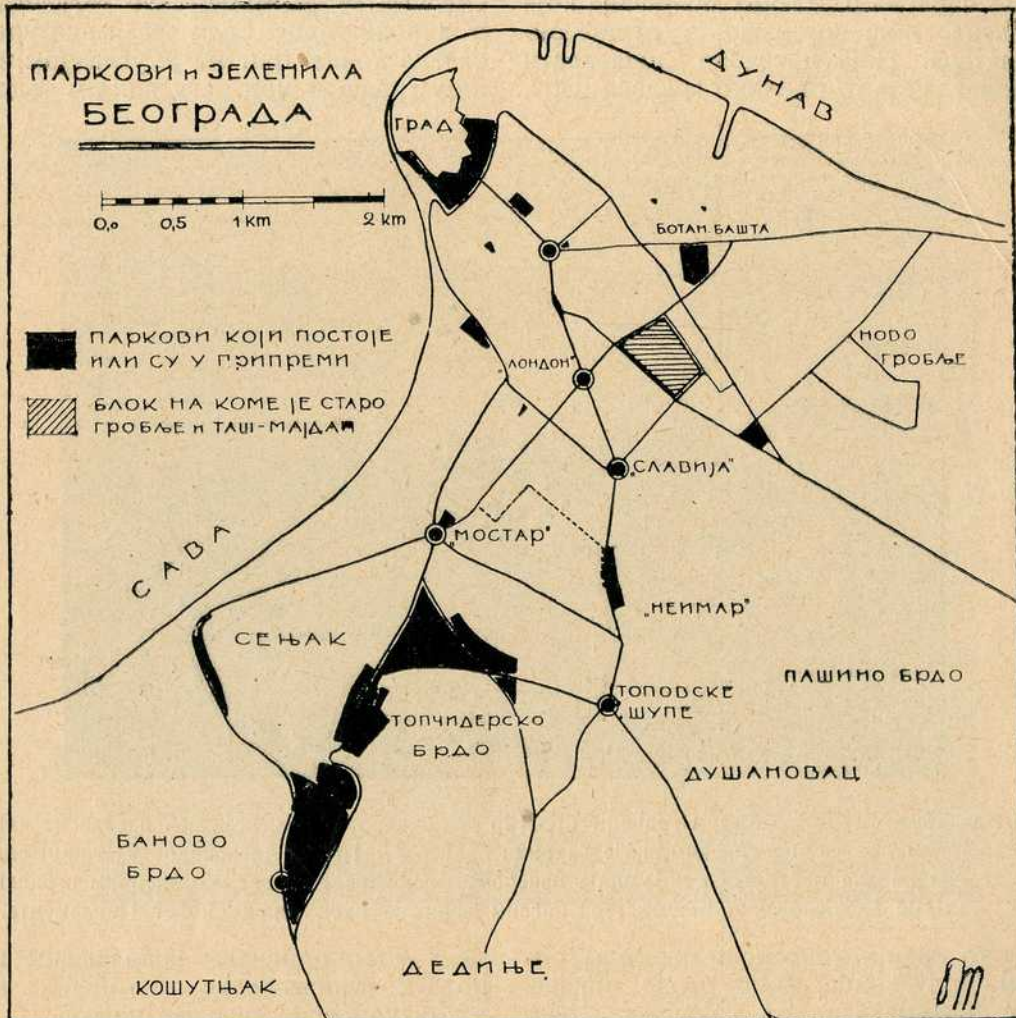 ПАРКОВИ и ЗЕЛЕНИЛА
БЕОГРАДА
0,0 0,5 1 km 2 km
ПАРКОВИ КОЈИ ПОСТОЈЕ
ИЛИ СУ У ПРИПРЕМИ
БЛОК НА КОМЕ ЈЕ СТАРО
ГРОБЉЕ и ТАШ-МАЈДАН
ДУНАВ
ГРАД
БОТАН. БАШТА
НОВО
ГРОБЉЕ
„ЛОНДОН"
„СЛАВИЈА"
„МОСТАР"
САВА
„НЕИМАР"
СЕЊАК
ПАШИНО БРДО
ТОПОВСКЕ
ШУПЕ
ТОПЧИДЕРСКО
БРДО
ДУШАНОВАЦ
БАНОВО
БРДО
ДЕДИЊЕ
КОШУТЊАК